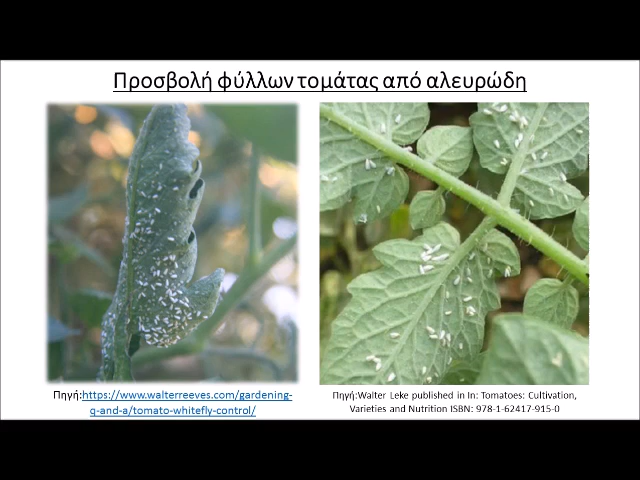 Προσβολή φύλλων τομάτας από αλευρώδη
Πηγή:https://www.walterreeves.com/gardening-
q-and-a/tomato-whitefly-control/
Πηγή:Walter Leke published in In: Tomatoes: Cultivation,
Varieties and Nutrition ISBN: 978-1-62417-915-0